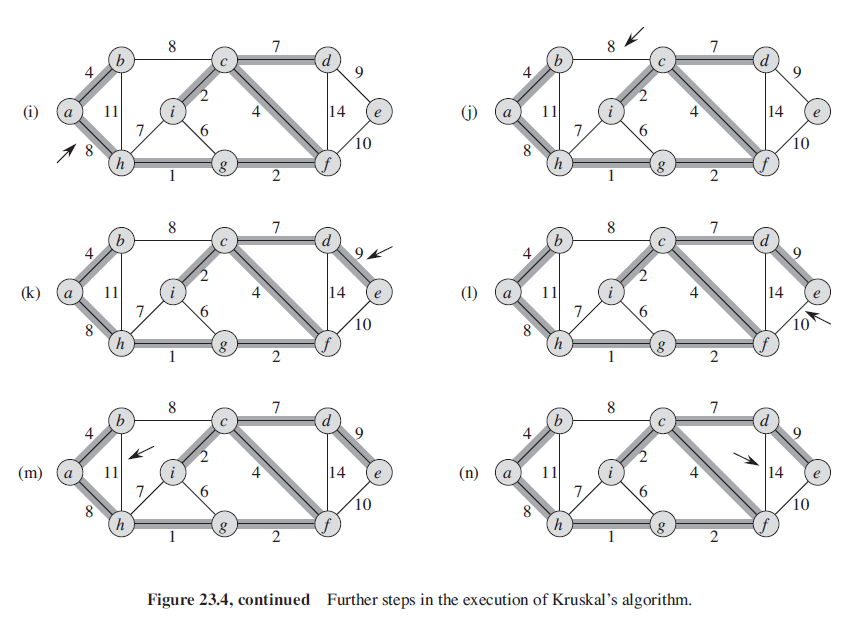 8 7
b c d
4 9
2
(i) a 11 i 4 14 e
7 6
8 10
h g f
1 2
8 7
b c d
4 9
2
(j) a 11 i 4 14 e
7 6
8 10
h g f
1 2
8 7
b c d
4 9
2
(k) a 11 i 4 14 e
7 6
8 10
h g f
1 2
8 7
b c d
4 9
2
(l) a 11 i 4 14 e
7 6
8 10
h g f
1 2
8 7
b c d
4 9
2
(m) a 11 i 4 14 e
7 6
8 10
h g f
1 2
8 7
b c d
4 9
2
(n) a 11 i 4 14 e
7 6
8 10
h g f
1 2
Figure 23.4, continued Further steps in the execution of Kruskal’s algorithm.